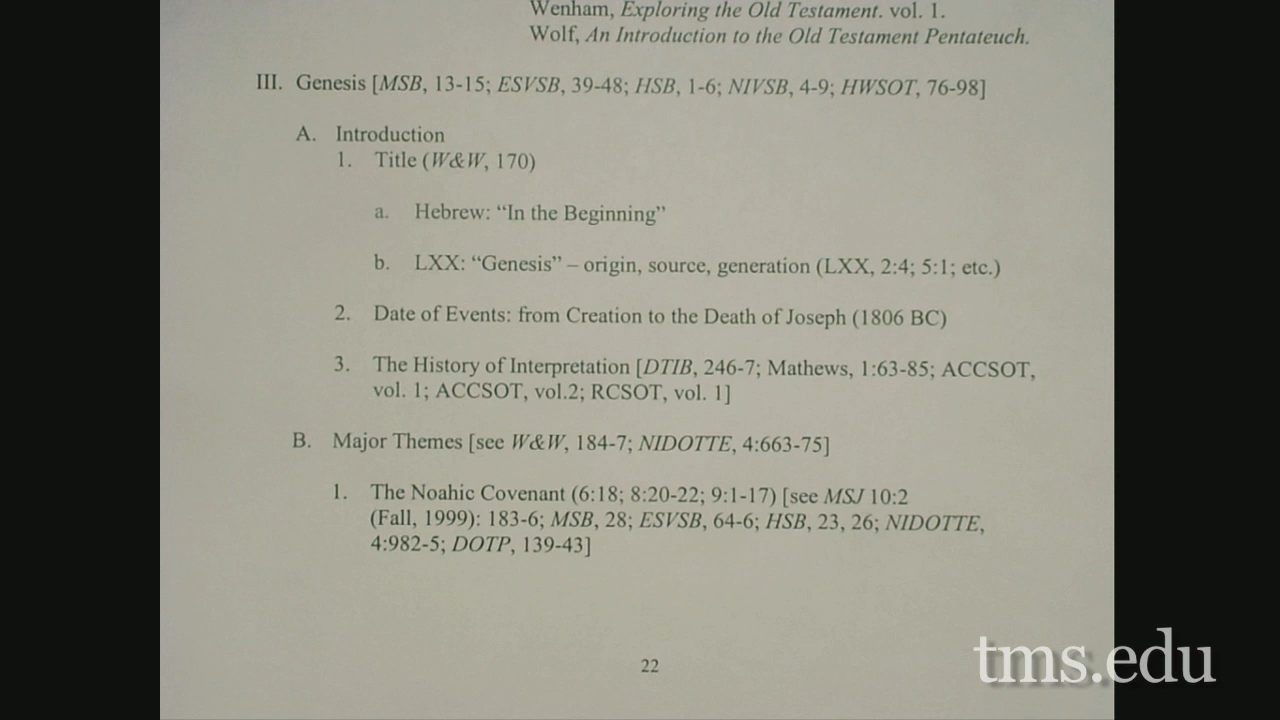 Wenham, Exploring the Old Testament. vol. 1.
Wolf, An Introduction to the Old Testament Pentateuch.
III. Genesis [MSB, 13-15; ESVSB, 39-48; HSB, 1-6; NIVSB, 4-9; HWSOT, 76-98]
A. Introduction
1. Title (W&W, 170)
a. Hebrew: “In the Beginning”
b. LXX: “Genesis” – origin, source, generation (LXX, 2:4; 5:1; etc.)
2. Date of Events: from Creation to the Death of Joseph (1806 BC)
3. The History of Interpretation [DTIB, 246-7; Mathews, 1:63-85; ACCSOT,
vol. 1; ACCSOT, vol.2; RCSOT, vol. 1]
B. Major Themes [see W&W, 184-7; NIDOTTE, 4:663-75]
1. The Noahic Covenant (6:18; 8:20-22; 9:1-17) [see MSJ 10:2
(Fall, 1999): 183-6; MSB, 28; ESVSB, 64-6; HSB, 23, 26; NIDOTTE,
4:982-5; DOTP, 139-43]
22
tms.edu